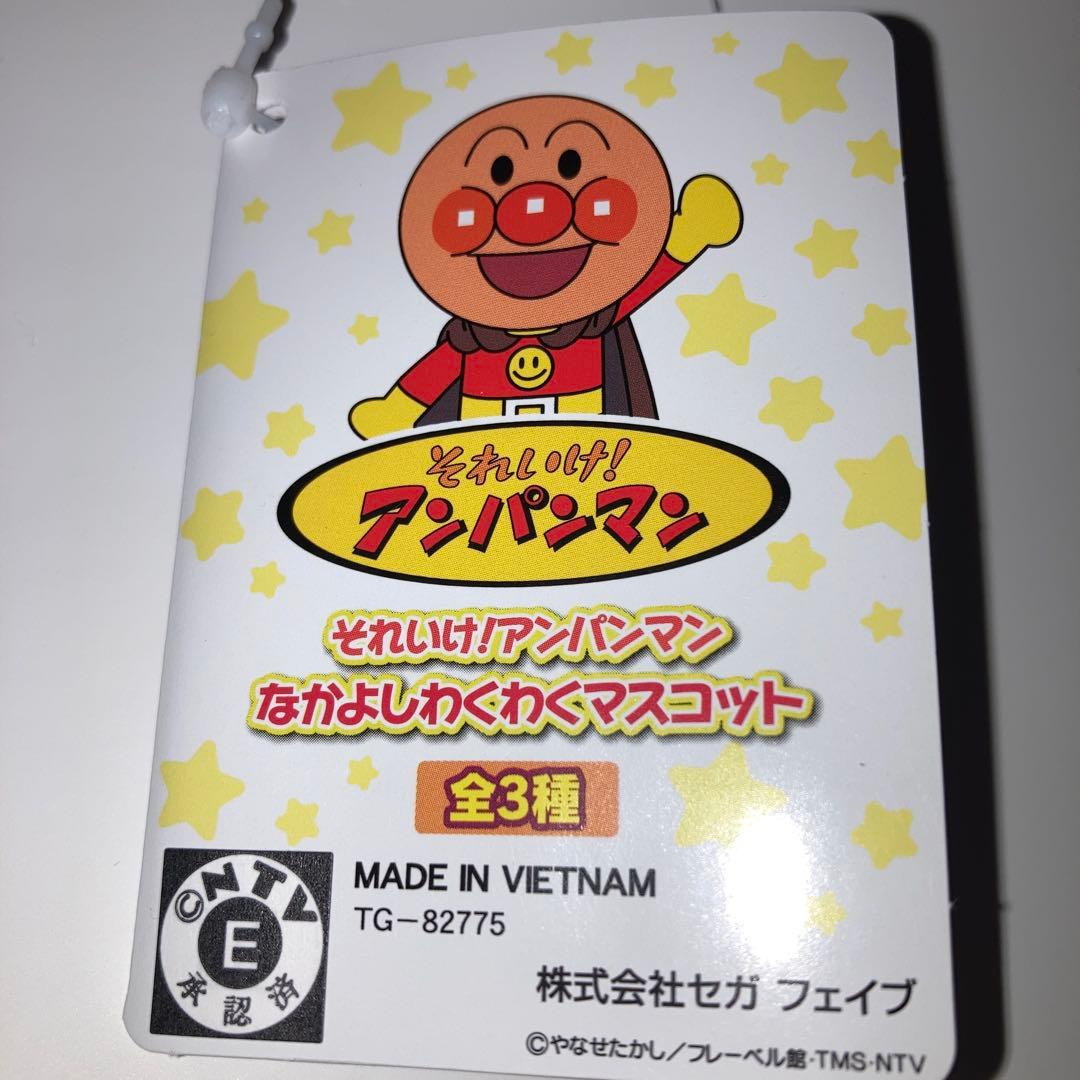 それいけ!
アンパンマン
それいけ!アンパンマン
なかよしわくわくマスコット
全3種
©NTV
E
承認済
MADE IN VIETNAM
TG-82775
株式会社セガ フェイブ
©やなせたかし/フレーベル館・TMS・NTV